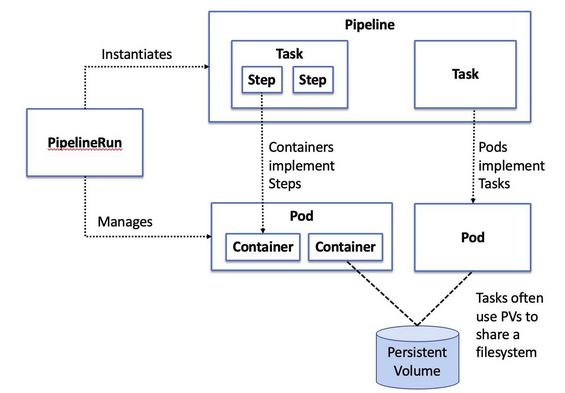 Pipeline
Instantiates
Task
Step
Step
Task
PipelineRun
Containers
implement
Steps
Pods
implement
Tasks
Manages
Pod
Container
Container
Pod
Tasks often
use PVs to
share a
filesystem
Persistent
Volume